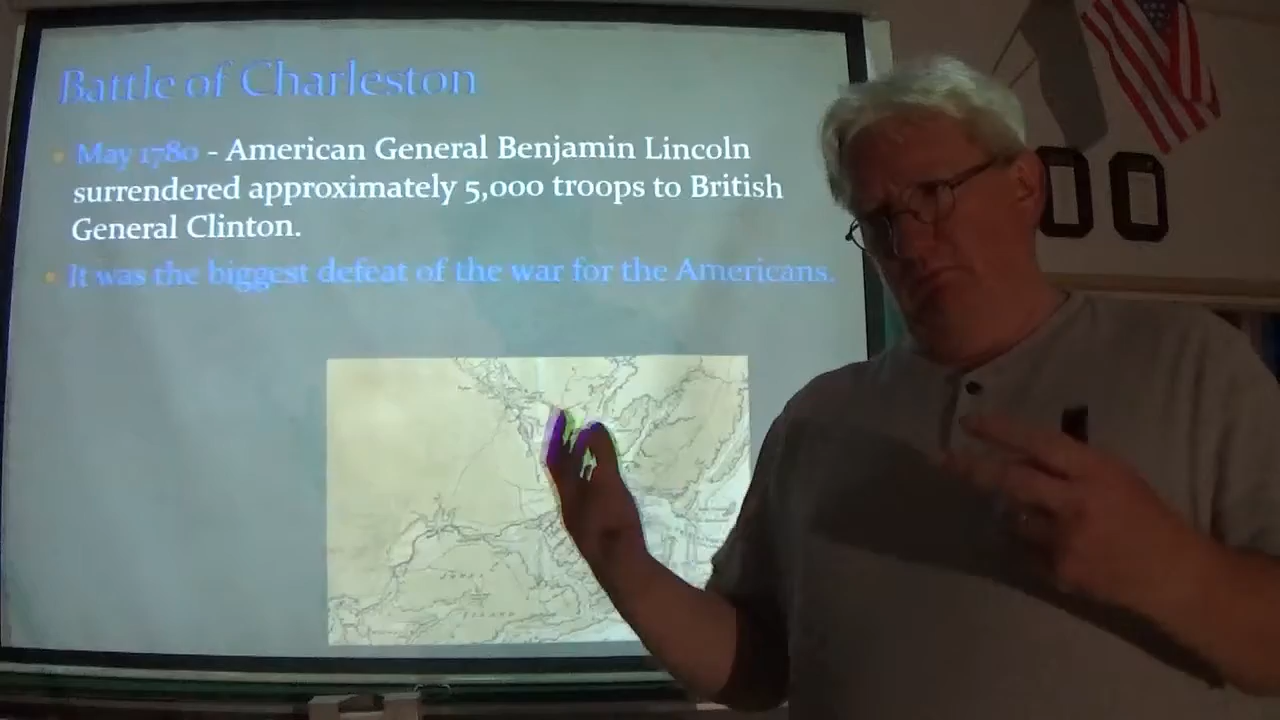 Battle of Charleston
May 1780 - American General Benjamin Lincoln
surrendered approximately 5,000 troops to British
General Clinton.
It was the biggest defeat of the war for the Americans.
00